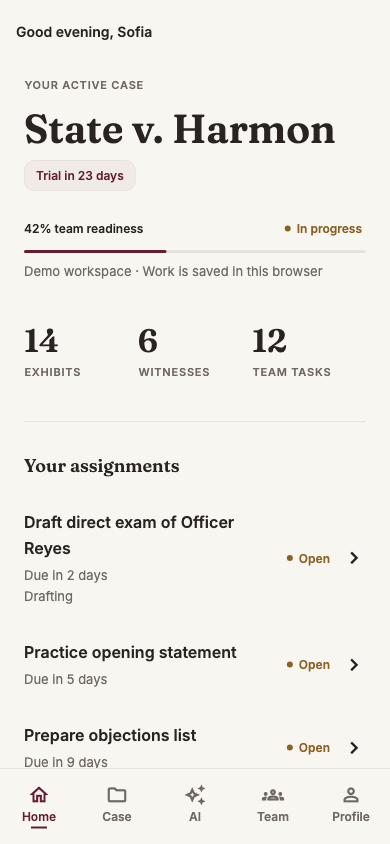 Good evening, Sofia
YOUR ACTIVE CASE
State v. Harmon
Trial in 23 days
42% team readiness
In progress
Demo workspace · Work is saved in this browser
14
6
12
EXHIBITS
WITNESSES
TEAM TASKS
Your assignments
Draft direct exam of Officer
Reyes
Due in 2 days
Drafting
Open
Practice opening statement
Due in 5 days
Open
Prepare objections list
Due in 9 days
Open
Home
Case
AI
Team
Profile